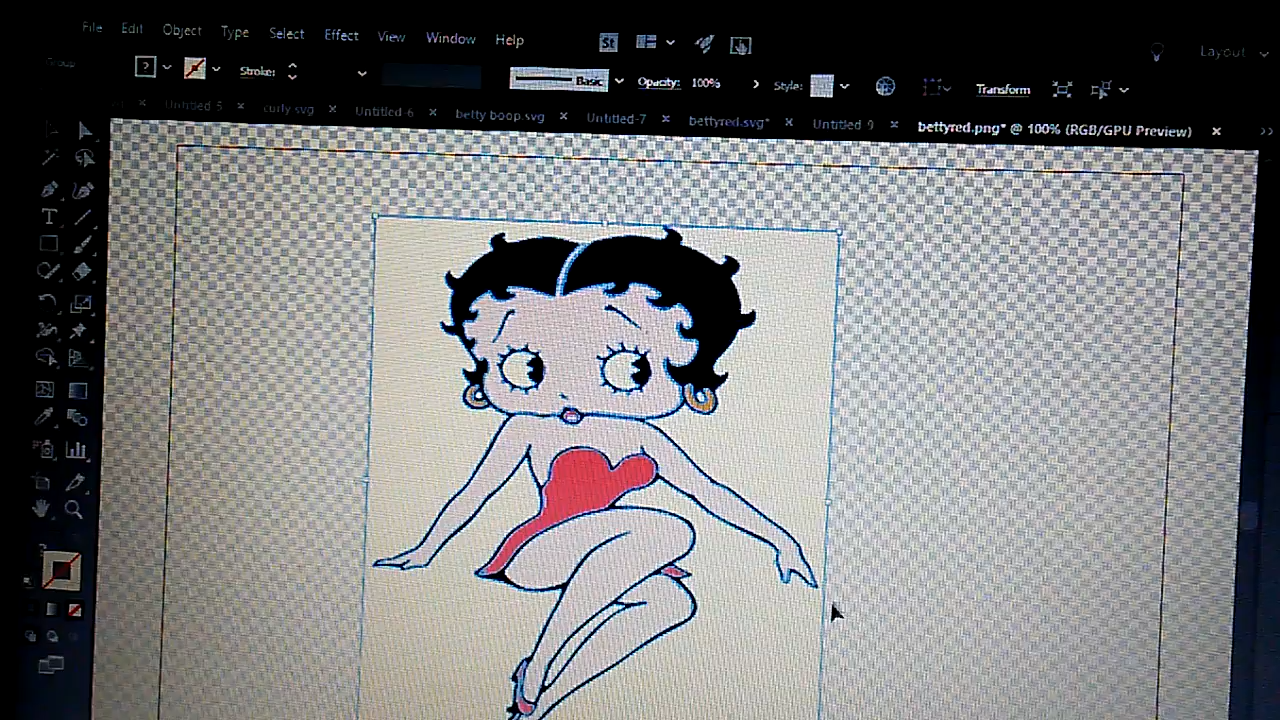 File Edit Object Type Select Effect View Window Help St Layout
Group ? Stroke: Basic Opacity: 100% Style: Transform
Untitled-5 × curly.svg × Untitled-6 × betty boop.svg × Untitled-7 × bettyred.svg* × Untitled-9 × bettyred.png* @ 100% (RGB/GPU Preview) ×